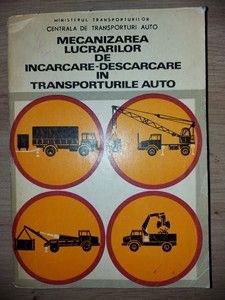 MINISTERUL TRANSPORTURILOR
CENTRALA DE TRANSPORTURI AUTO
MECANIZAREA
LUCRARILOR
DE
INCARCARE-DESCARCARE
IN
TRANSPORTURILE AUTO